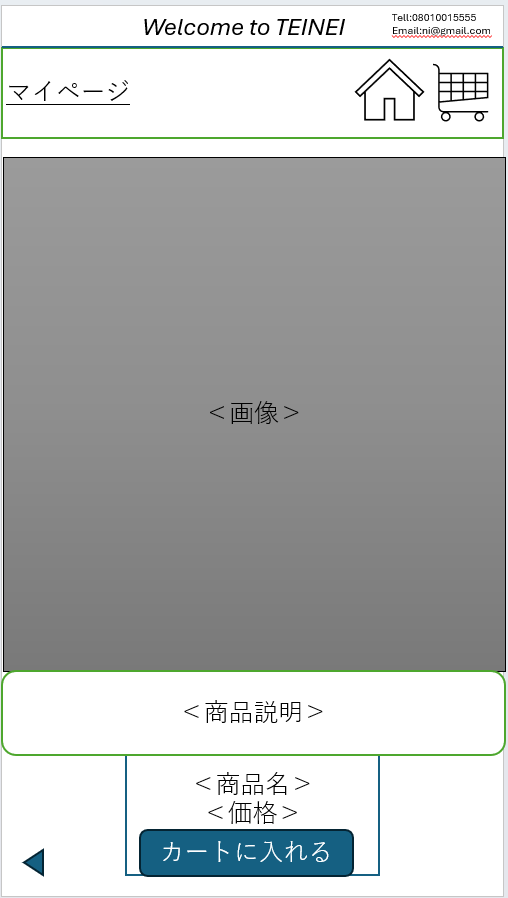 Welcome to TEINEI
Tell:08010015555
Email:ni@gmail.com
マイページ
＜画像＞
＜商品説明＞
＜商品名＞
＜価格＞
カートに入れる